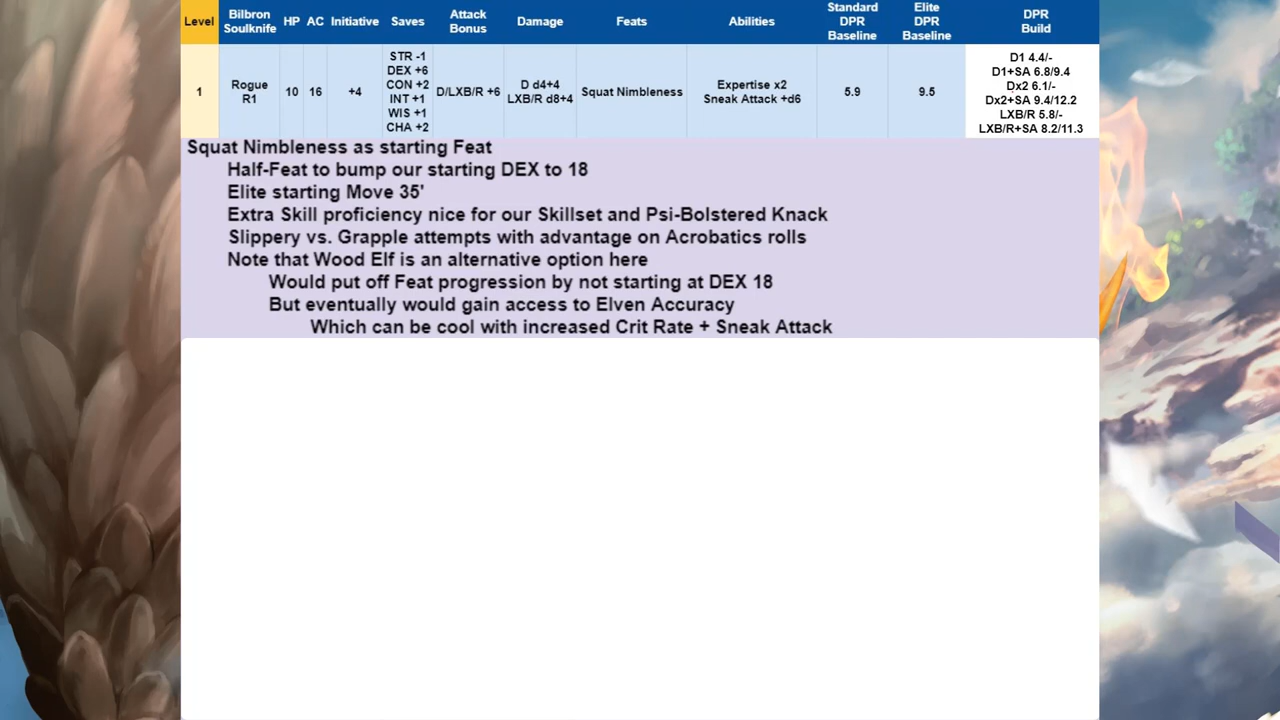 Level Bilbron Soulknife HP AC Initiative Saves Attack Bonus Damage Feats Abilities Standard DPR Baseline Elite DPR Baseline DPR Build
1
Rogue R1
10
16
+4
STR -1
DEX +6
CON +2
INT +1
WIS +1
CHA +2
D/LXB/R +6
D d4+4
LXB/R d8+4
Squat Nimbleness
Expertise x2
Sneak Attack +d6
5.9
9.5
D1 4.4/-
D1+SA 6.8/9.4
Dx2 6.1/-
Dx2+SA 9.4/12.2
LXB/R 5.8/-
LXB/R+SA 8.2/11.3
Squat Nimbleness as starting Feat
Half-Feat to bump our starting DEX to 18
Elite starting Move 35'
Extra Skill proficiency nice for our Skillset and Psi-Bolstered Knack
Slippery vs. Grapple attempts with advantage on Acrobatics rolls
Note that Wood Elf is an alternative option here
Would put off Feat progression by not starting at DEX 18
But eventually would gain access to Elven Accuracy
Which can be cool with increased Crit Rate + Sneak Attack